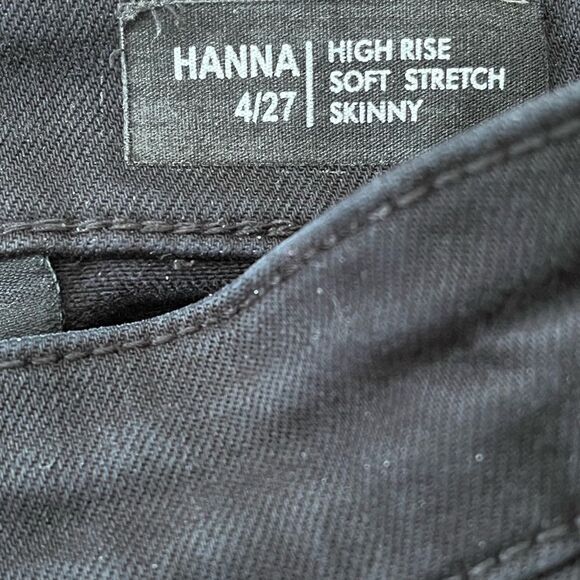 HANNA
4/27
HIGH RISE
SOFT STRETCH
SKINNY